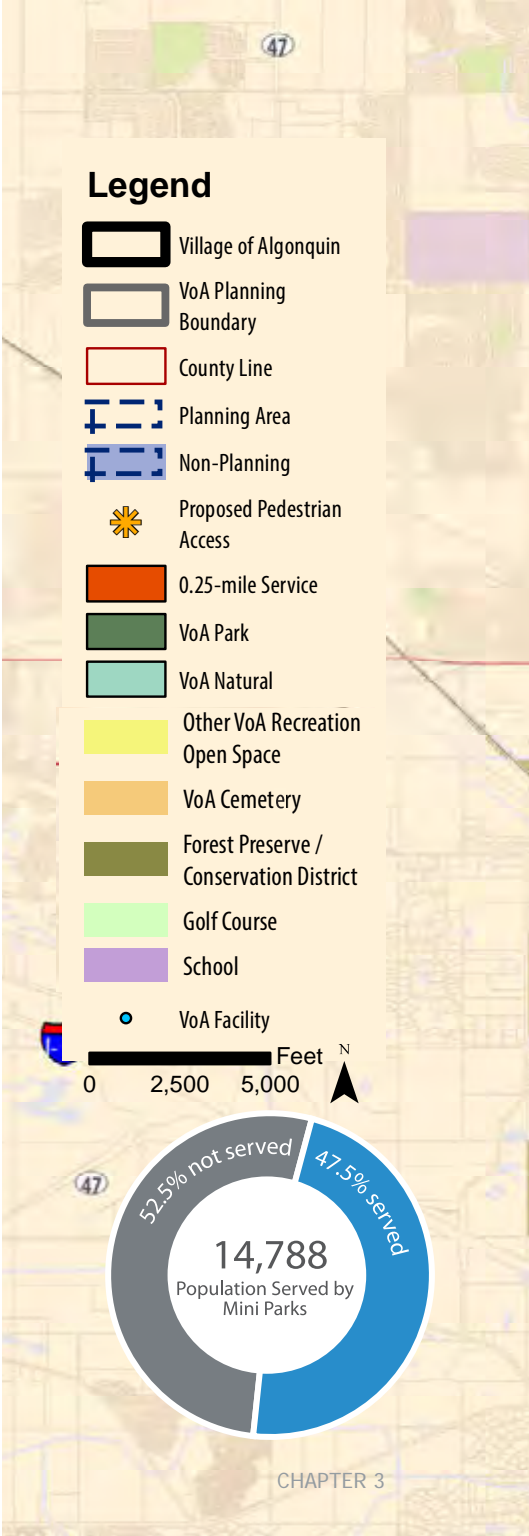 47
Legend
Village of Algonquin
VoA Planning
Boundary
County Line
Planning Area
Non-Planning
Proposed Pedestrian
Access
0.25-mile Service
VoA Park
VoA Natural
Other VoA Recreation
Open Space
VoA Cemetery
Forest Preserve /
Conservation District
Golf Course
School
VoA Facility
Feet
N
0 2,500 5,000
47
52.5% not served
47.5% served
14,788
Population Served by
Mini Parks
CHAPTER 3